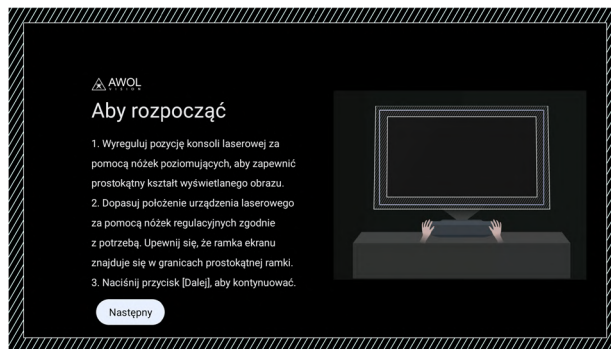 AWOL
VISION
Aby rozpocząć
1. Wyreguluj pozycję konsoli laserowej za
pomocą nóżek poziomujących, aby zapewnić
prostokątny kształt wyświetlanego obrazu.
2. Dopasuj położenie urządzenia laserowego
za pomocą nóżek regulacyjnych zgodnie
z potrzebą. Upewnij się, że ramka ekranu
znajduje się w granicach prostokątnej ramki.
3. Naciśnij przycisk [Dalej], aby kontynuować.
Następny